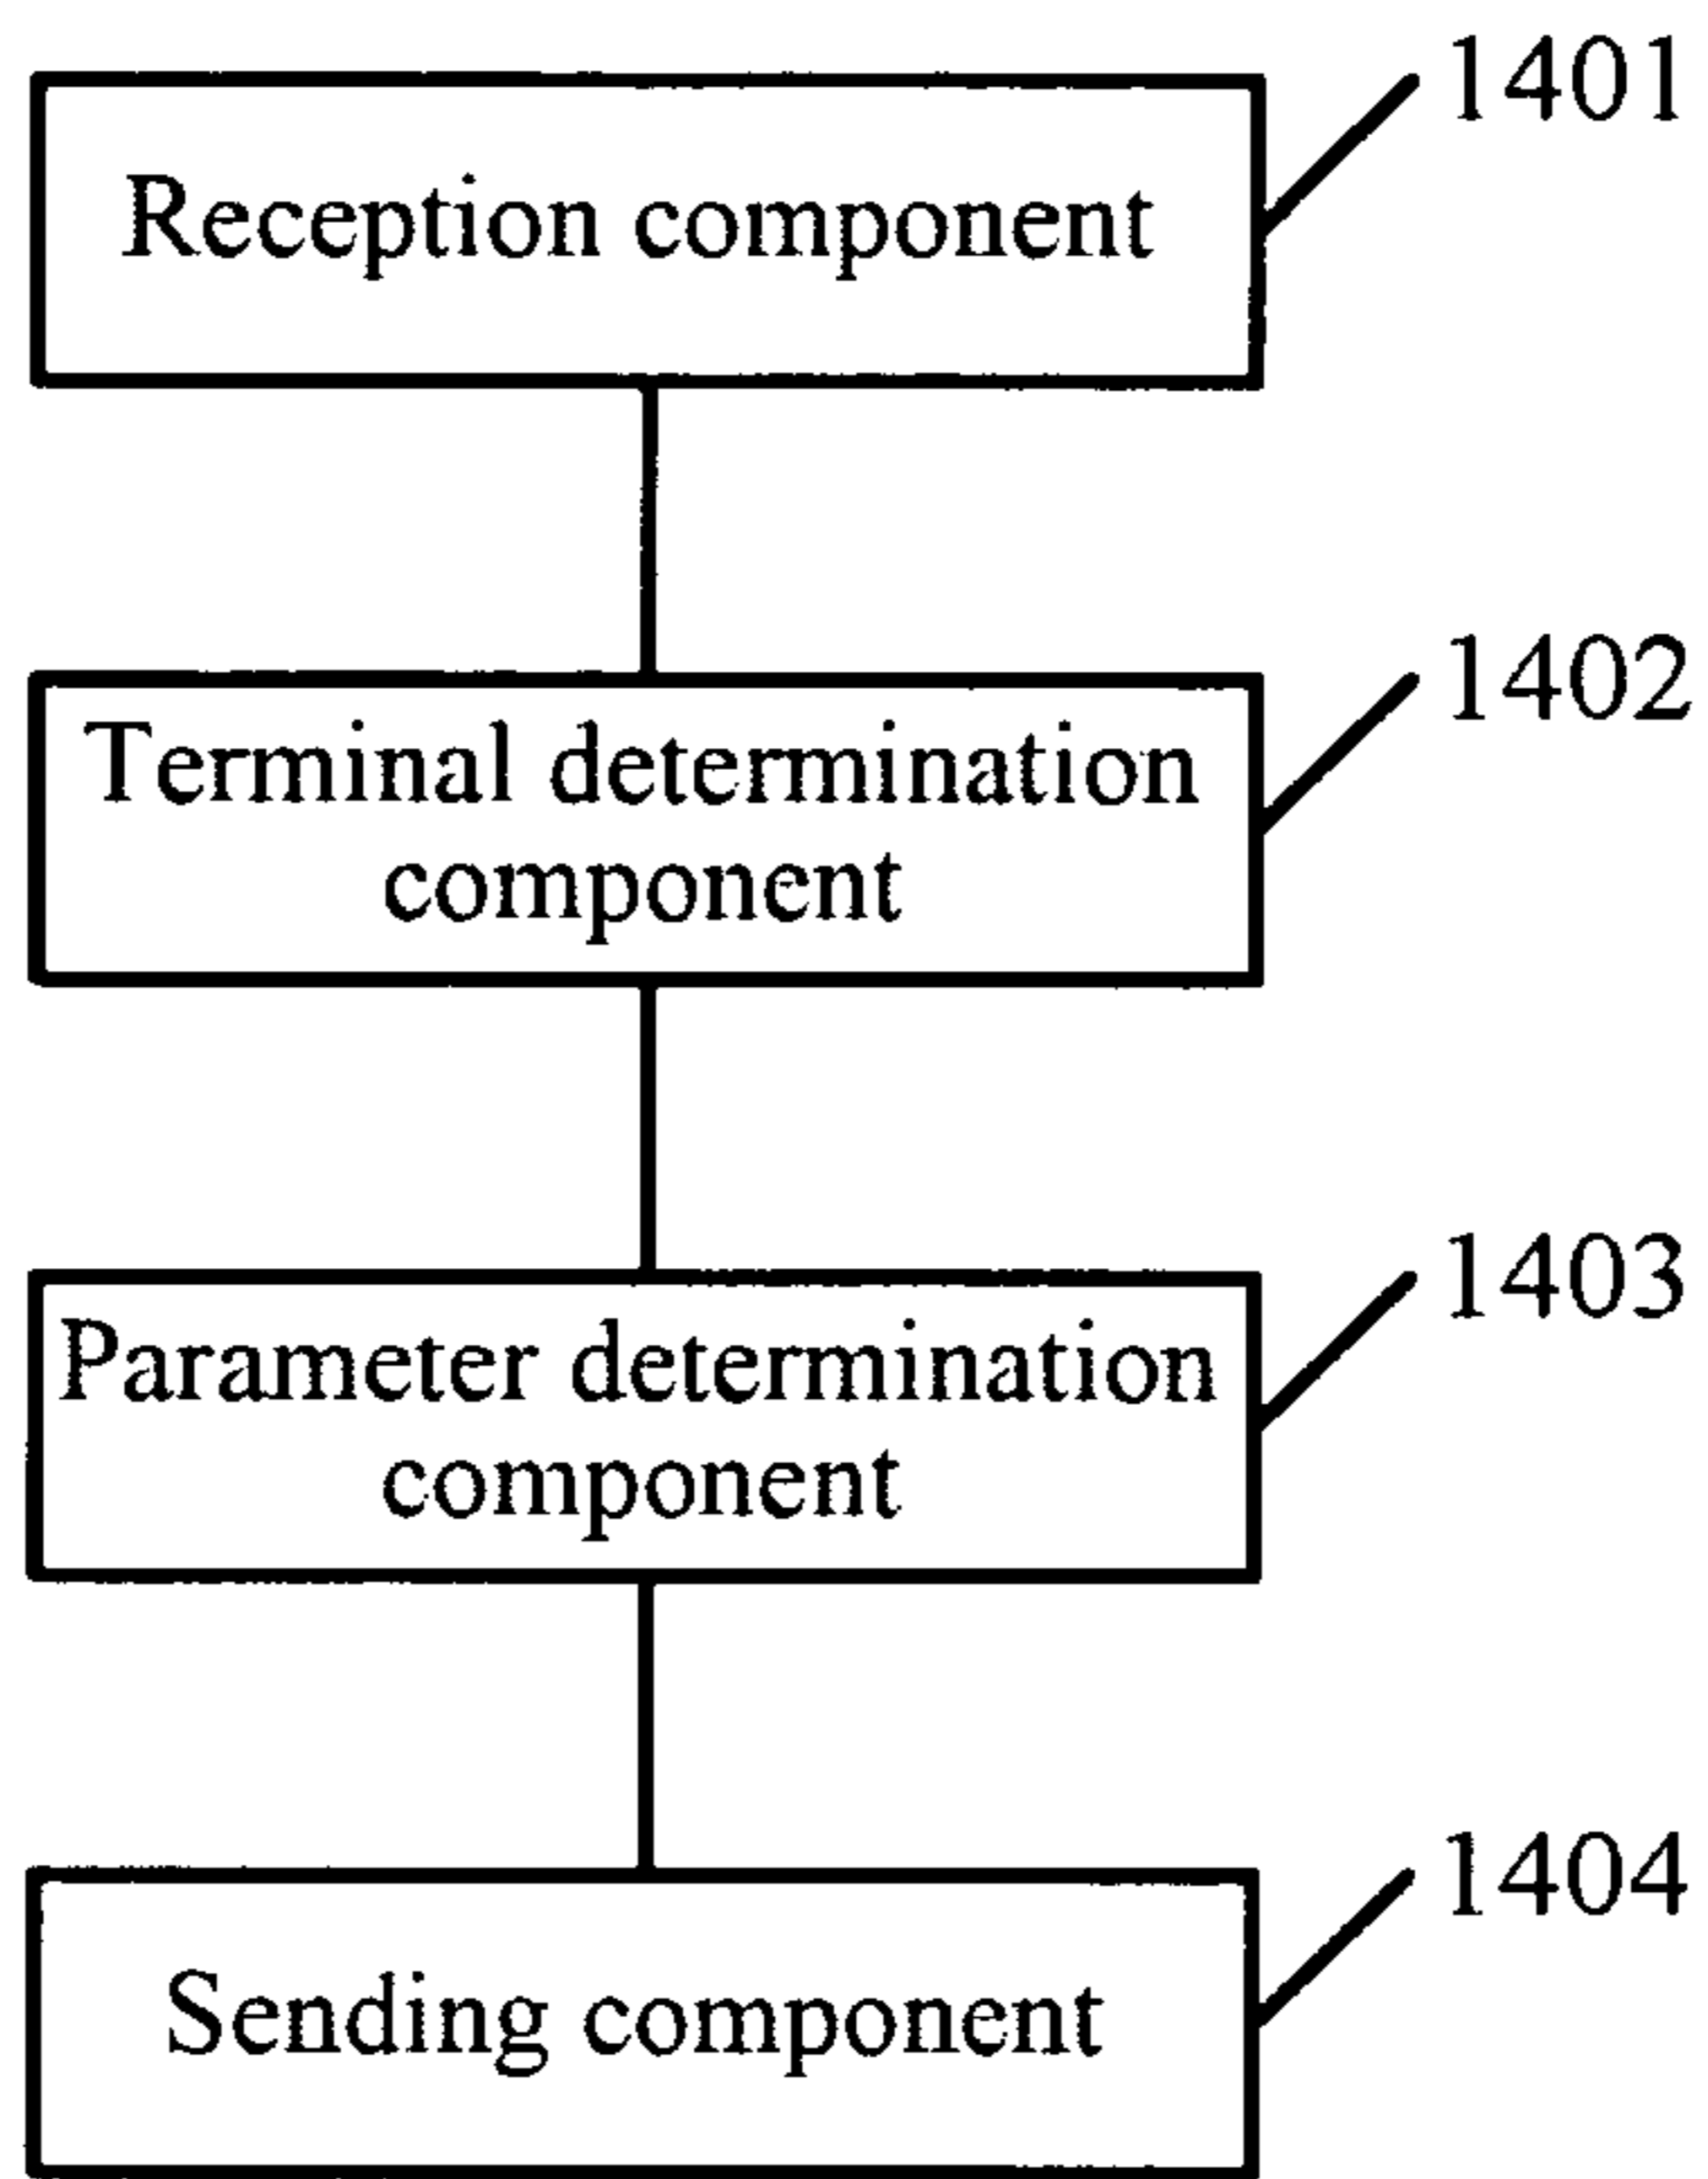 1401
Reception component
1402
Terminal determination
component
1403
Parameter determination
component
1404
Sending component